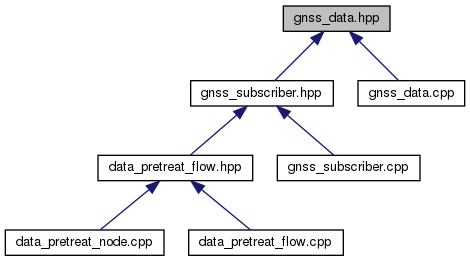 gnss_data.hpp
gnss_subscriber.hpp
gnss_data.cpp
data_pretreat_flow.hpp
gnss_subscriber.cpp
data_pretreat_node.cpp
data_pretreat_flow.cpp